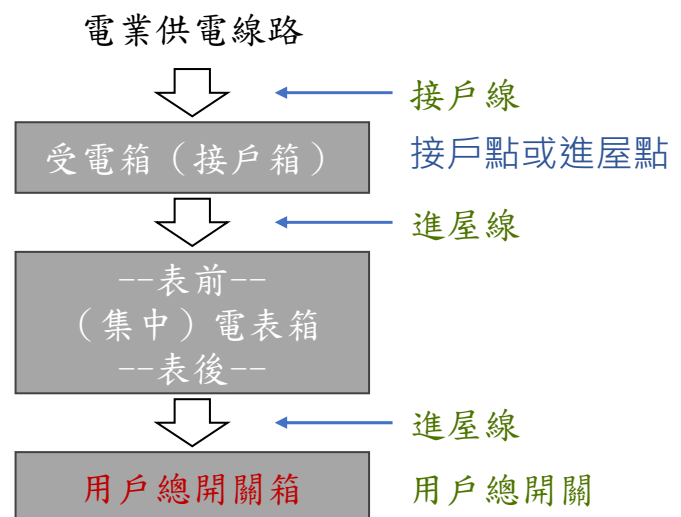 電業供電線路
接戶線
受電箱（接戶箱）
接戶點或進屋點
進屋線
--表前--
（集中）電表箱
--表後--
進屋線
用戶總開關箱
用戶總開關